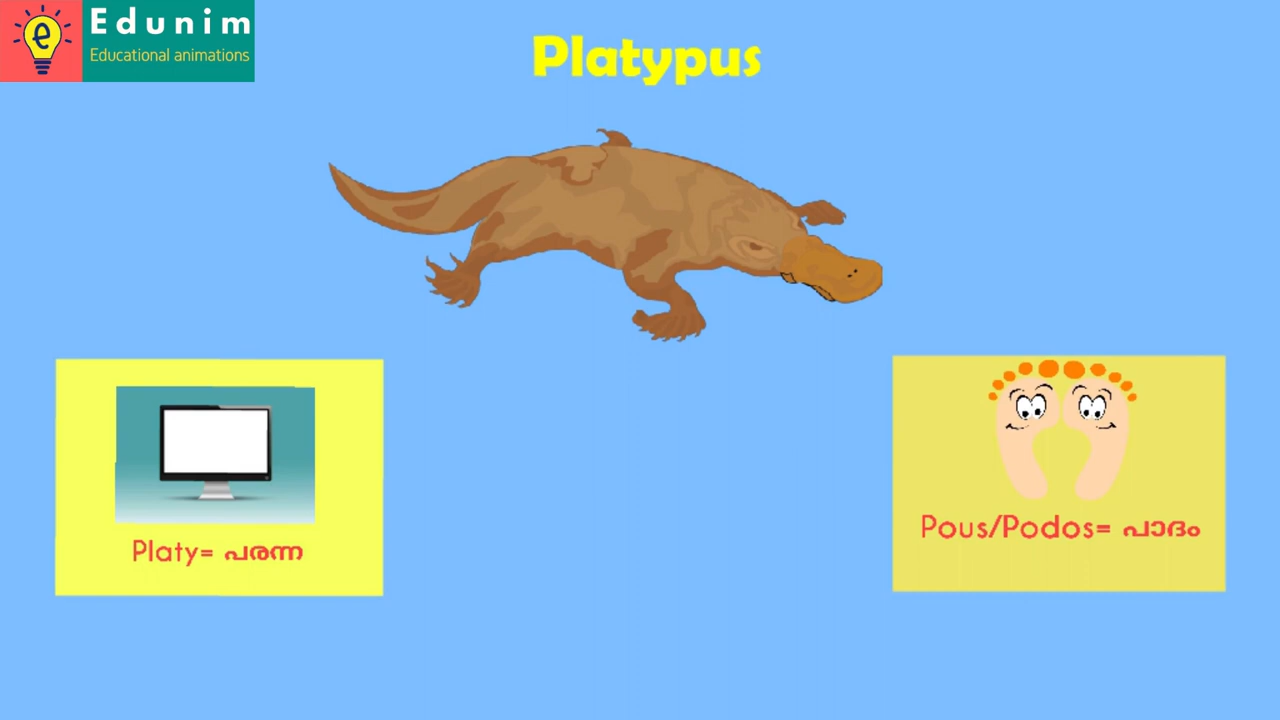 Edunim
Educational animations
Platypus
Platy= പരന്ന
Pous/Podos= പാദം